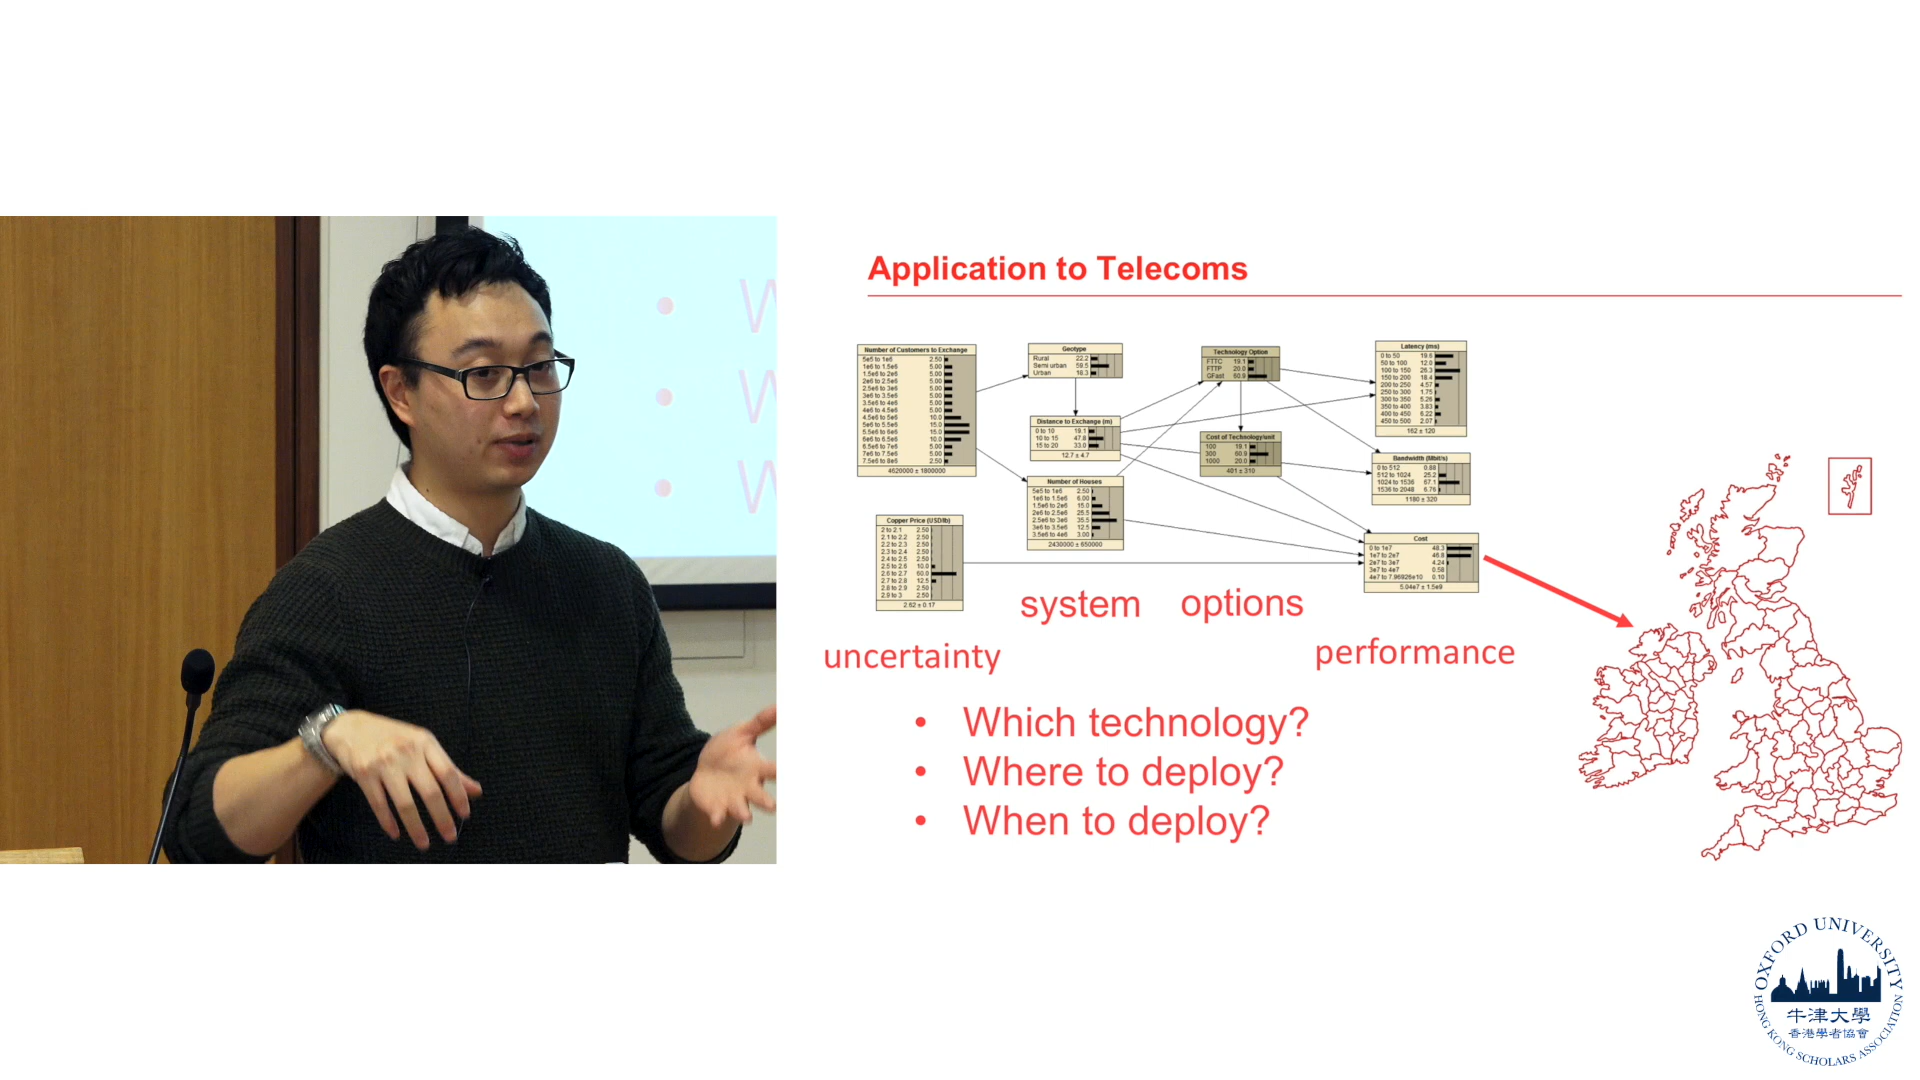 Application to Telecoms
Number of Customers to Exchange
5e5 to 1e6 2.50
1e6 to 1.5e6 5.00
1.5e6 to 2e6 5.00
2e6 to 2.5e6 5.00
2.5e6 to 3e6 5.00
3e6 to 3.5e6 5.00
3.5e6 to 4e6 5.00
4e6 to 4.5e6 5.00
4.5e6 to 5e6 10.0
5e6 to 5.5e6 15.0
5.5e6 to 6e6 15.0
6e6 to 6.5e6 10.0
6.5e6 to 7e6 5.00
7e6 to 7.5e6 5.00
7.5e6 to 8e6 2.50
4620000 ± 1800000
Copper Price (USD/lb)
2 to 2.1 2.50
2.1 to 2.2 2.50
2.2 to 2.3 2.50
2.3 to 2.4 2.50
2.4 to 2.5 2.50
2.5 to 2.6 10.0
2.6 to 2.7 60.0
2.7 to 2.8 12.5
2.8 to 2.9 2.50
2.9 to 3 2.50
2.62 ± 0.17
Geotype
Rural 22.2
Semi urban 59.5
Urban 18.3
Distance to Exchange (m)
0 to 10 19.1
10 to 15 47.8
15 to 20 33.0
12.7 ± 4.7
Number of Houses
5e5 to 1e6 2.50
1e6 to 1.5e6 6.00
1.5e6 to 2e6 15.0
2e6 to 2.5e6 25.5
2.5e6 to 3e6 35.5
3e6 to 3.5e6 12.5
3.5e6 to 4e6 3.00
2430000 ± 650000
Technology Option
FTTC 19.1
FTTP 20.0
GFast 60.9
Cost of Technology/unit
100 19.1
300 60.9
1000 20.0
401 ± 310
Latency (ms)
0 to 50 19.6
50 to 100 12.0
100 to 150 26.3
150 to 200 18.4
200 to 250 4.57
250 to 300 1.75
300 to 350 5.26
350 to 400 3.83
400 to 450 6.22
450 to 500 2.07
162 ± 120
Bandwidth (Mbit/s)
0 to 512 0.88
512 to 1024 25.2
1024 to 1536 67.1
1536 to 2048 6.76
1180 ± 320
Cost
0 to 1e7 48.3
1e7 to 2e7 46.8
2e7 to 3e7 4.24
3e7 to 4e7 0.58
4e7 to 7.96926e10 0.10
5.04e7 ± 1.5e9
uncertainty
system
options
performance
• Which technology?
• Where to deploy?
• When to deploy?
• W
• W
• W
OXFORD UNIVERSITY
牛津大學
香港學者協會
HONG KONG SCHOLARS ASSOCIATION